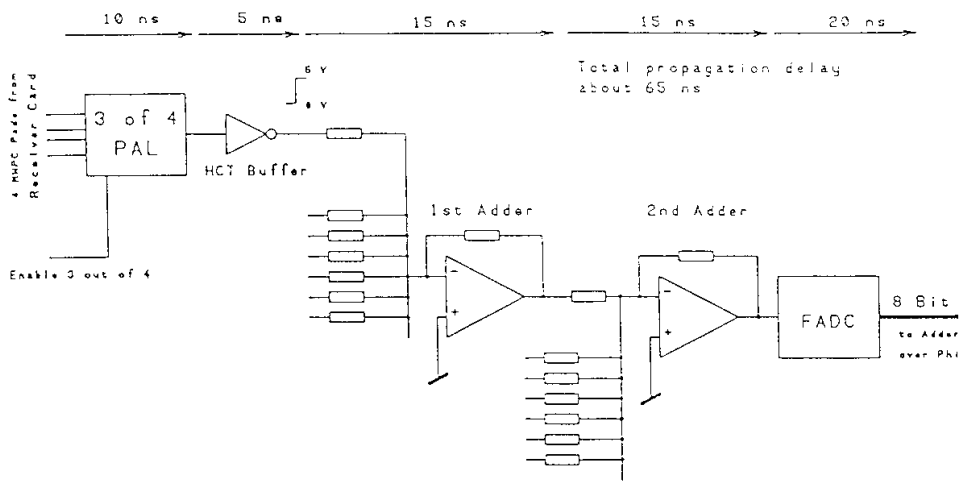 10 ns
5 ns
15 ns
15 ns
20 ns
Total propagation delay
about 65 ns
5 V
0 V
4 MWPC Pads from
Receiver Card
3 of 4
PAL
HCT Buffer
Enable 3 out of 4
1st Adder
2nd Adder
-
+
-
+
FADC
8 Bit
to Adder
over Phi